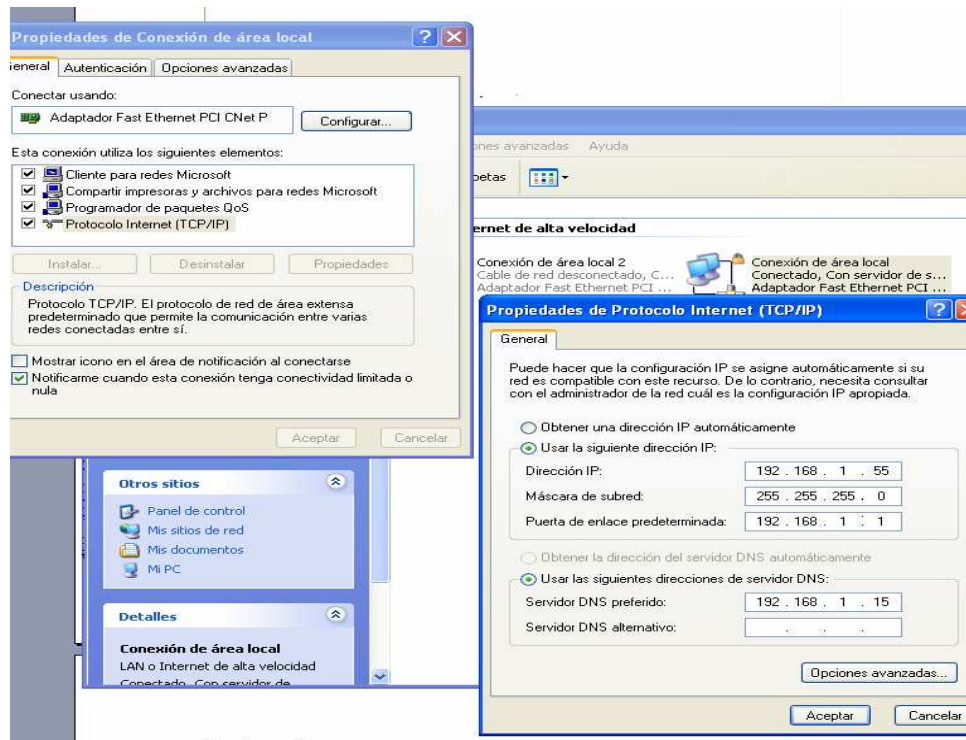 Propiedades de Conexión de área local
General
Autenticación
Opciones avanzadas
Conectar usando:
Adaptador Fast Ethernet PCI CNet P
Configurar...
Esta conexión utiliza los siguientes elementos:
Cliente para redes Microsoft
Compartir impresoras y archivos para redes Microsoft
Programador de paquetes QoS
Protocolo Internet (TCP/IP)
Instalar...
Desinstalar
Propiedades
Descripción
Protocolo TCP/IP. El protocolo de red de área extensa
predeterminado que permite la comunicación entre varias
redes conectadas entre sí.
Mostrar icono en el área de notificación al conectarse
Notificarme cuando esta conexión tenga conectividad limitada o
nula
Aceptar
Cancelar
ones avanzadas
Ayuda
petas
ernet de alta velocidad
Conexión de área local 2
Cable de red desconectado, C...
Adaptador Fast Ethernet PCI ...
Conexión de área local
Conectado, Con servidor de s...
Adaptador Fast Ethernet PCI ...
Otros sitios
Panel de control
Mis sitios de red
Mis documentos
Mi PC
Detalles
Conexión de área local
LAN o Internet de alta velocidad
Conectado, Con servidor de
Propiedades de Protocolo Internet (TCP/IP)
General
Puede hacer que la configuración IP se asigne automáticamente si su
red es compatible con este recurso. De lo contrario, necesita consultar
con el administrador de la red cuál es la configuración IP apropiada.
Obtener una dirección IP automáticamente
Usar la siguiente dirección IP:
Dirección IP: 192 . 168 . 1 . 55
Máscara de subred: 255 . 255 . 255 . 0
Puerta de enlace predeterminada: 192 . 168 . 1 . 1
Obtener la dirección del servidor DNS automáticamente
Usar las siguientes direcciones de servidor DNS:
Servidor DNS preferido: 192 . 168 . 1 . 15
Servidor DNS alternativo: . . .
Opciones avanzadas...
Aceptar
Cancelar